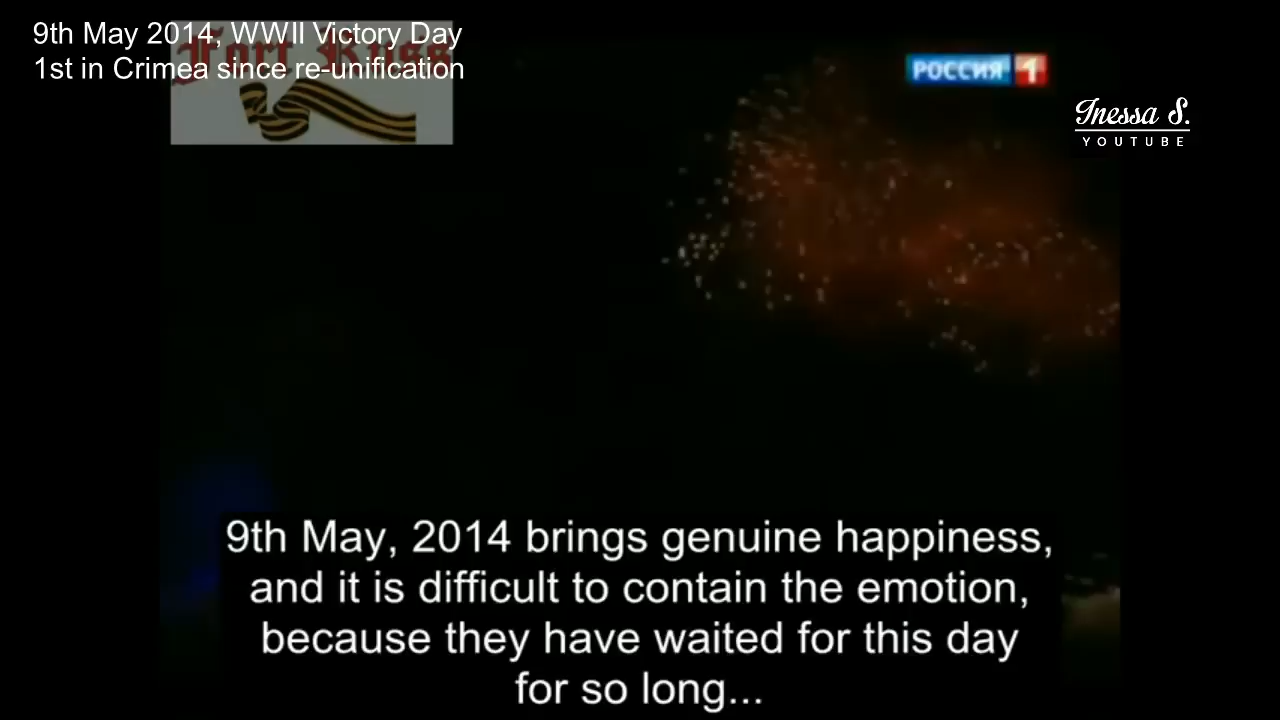 9th May 2014, WWII Victory Day
1st in Crimea since re-unification
Fort Russ
РОССИЯ 1
Inessa S.
YOUTUBE
9th May, 2014 brings genuine happiness,
and it is difficult to contain the emotion,
because they have waited for this day
for so long...